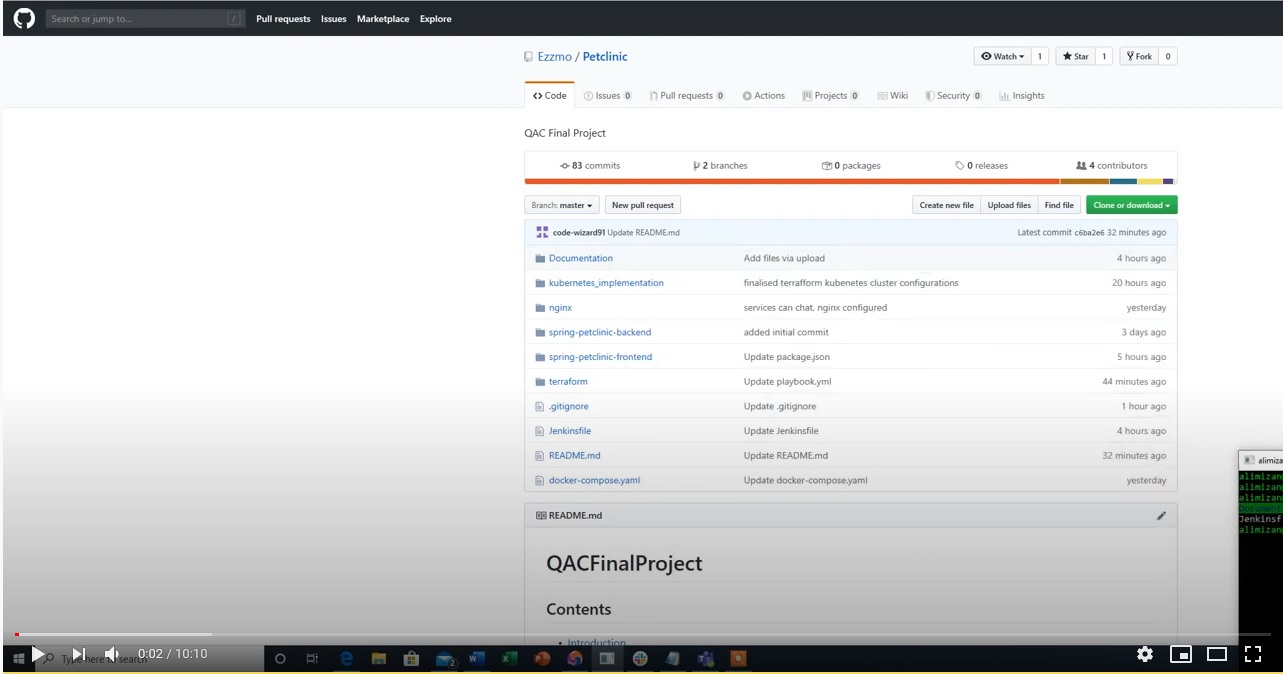 Search or jump to... / Pull requests Issues Marketplace Explore
Ezzmo / Petclinic Watch 1 Star 1 Fork 0
Code Issues 0 Pull requests 0 Actions Projects 0 Wiki Security 0 Insights
QAC Final Project
83 commits 2 branches 0 packages 0 releases 4 contributors
Branch: master New pull request Create new file Upload files Find file Clone or download
code-wizard91 Update README.md Latest commit c6ba2e6 32 minutes ago
Documentation Add files via upload 4 hours ago
kubernetes_implementation finalised terrafform kubenetes cluster configurations 20 hours ago
nginx services can chat, nginx configured yesterday
spring-petclinic-backend added initial commit 3 days ago
spring-petclinic-frontend Update package.json 5 hours ago
terraform Update playbook.yml 44 minutes ago
.gitignore Update .gitignore 1 hour ago
Jenkinsfile Update Jenkinsfile 4 hours ago
README.md Update README.md 32 minutes ago
docker-compose.yaml Update docker-compose.yaml yesterday
alimiza
alimizan
alimizan
alimizan
Jenkinsf
alimizan
README.md
QACFinalProject
Contents
Introduction
Type here to search 0:02 / 10:10